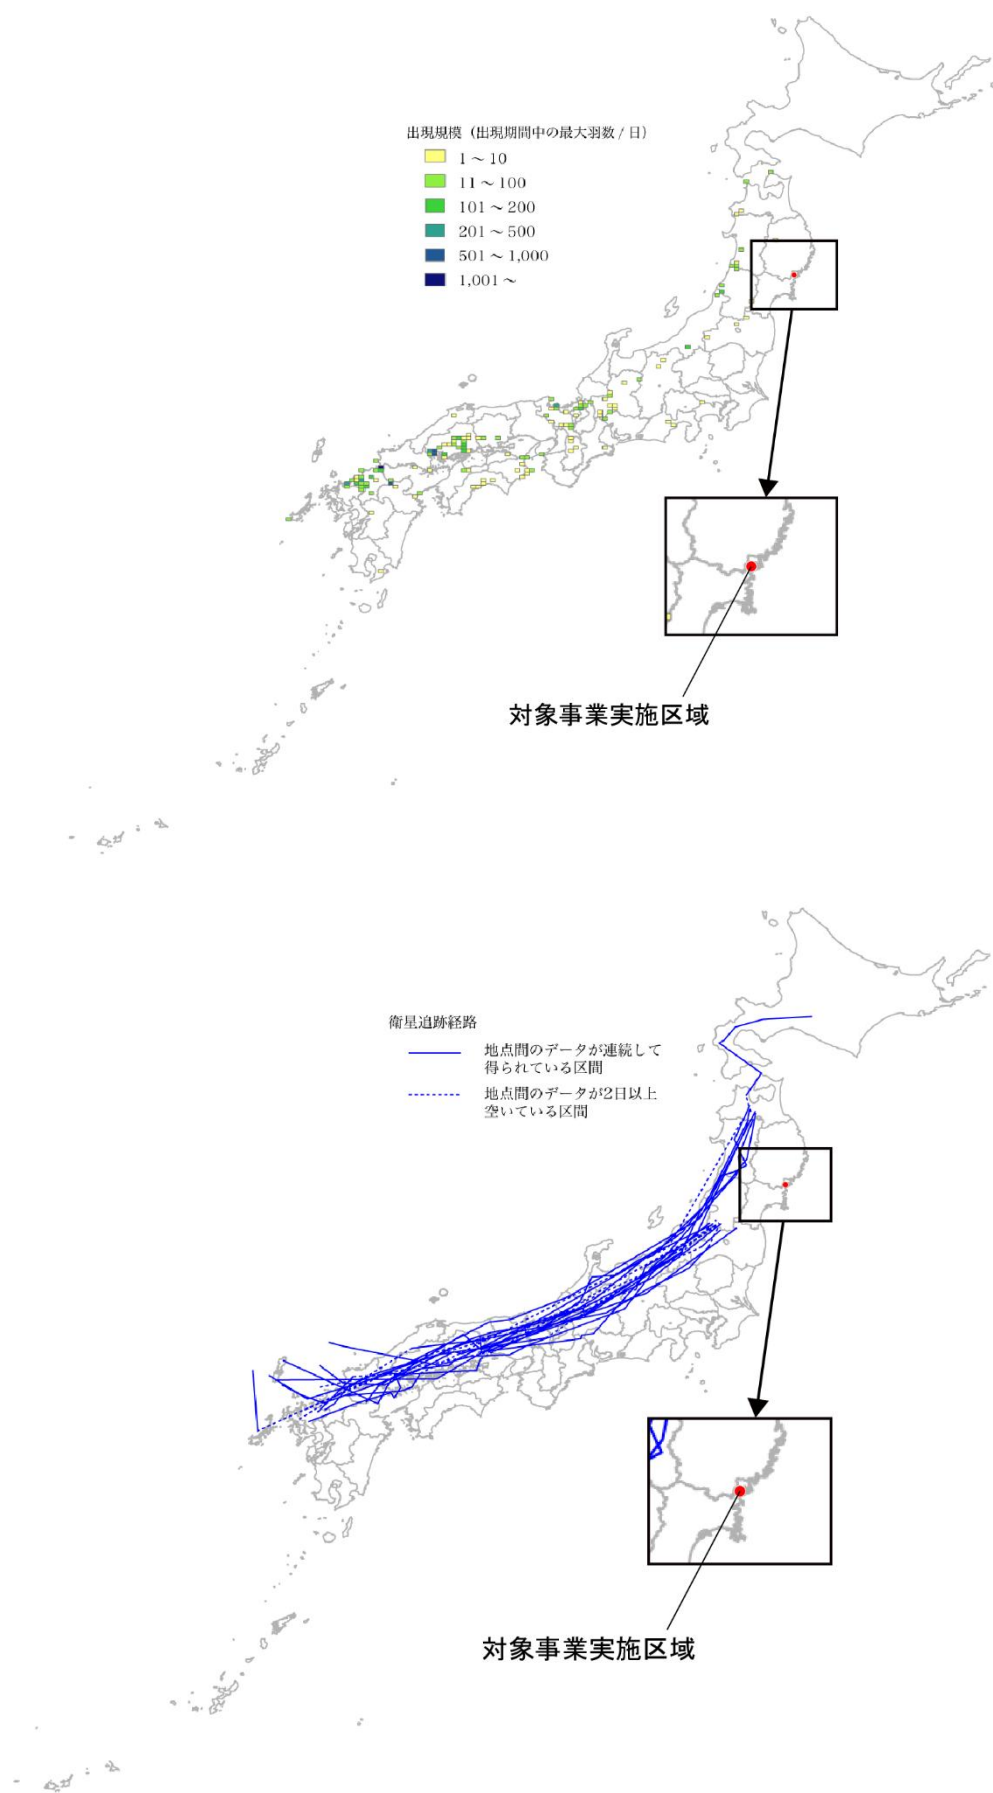 出現規模（出現期間中の最大羽数 / 日）
1 ～ 10
11 ～ 100
101 ～ 200
201 ～ 500
501 ～ 1,000
1,001 ～
対象事業実施区域
衛星追跡経路
地点間のデータが連続して
得られている区間
地点間のデータが2日以上
空いている区間
対象事業実施区域